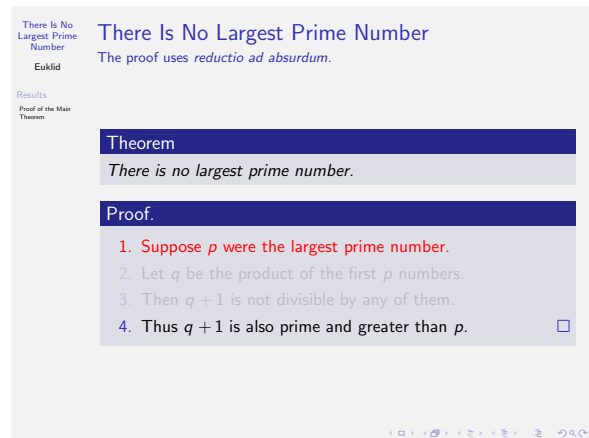 There Is No
Largest Prime
Number
Euklid
Results
Proof of the Main
Theorem
There Is No Largest Prime Number
The proof uses reductio ad absurdum.
Theorem
There is no largest prime number.
Proof.
1. Suppose p were the largest prime number.
2. Let q be the product of the first p numbers.
3. Then q + 1 is not divisible by any of them.
4. Thus q + 1 is also prime and greater than p.